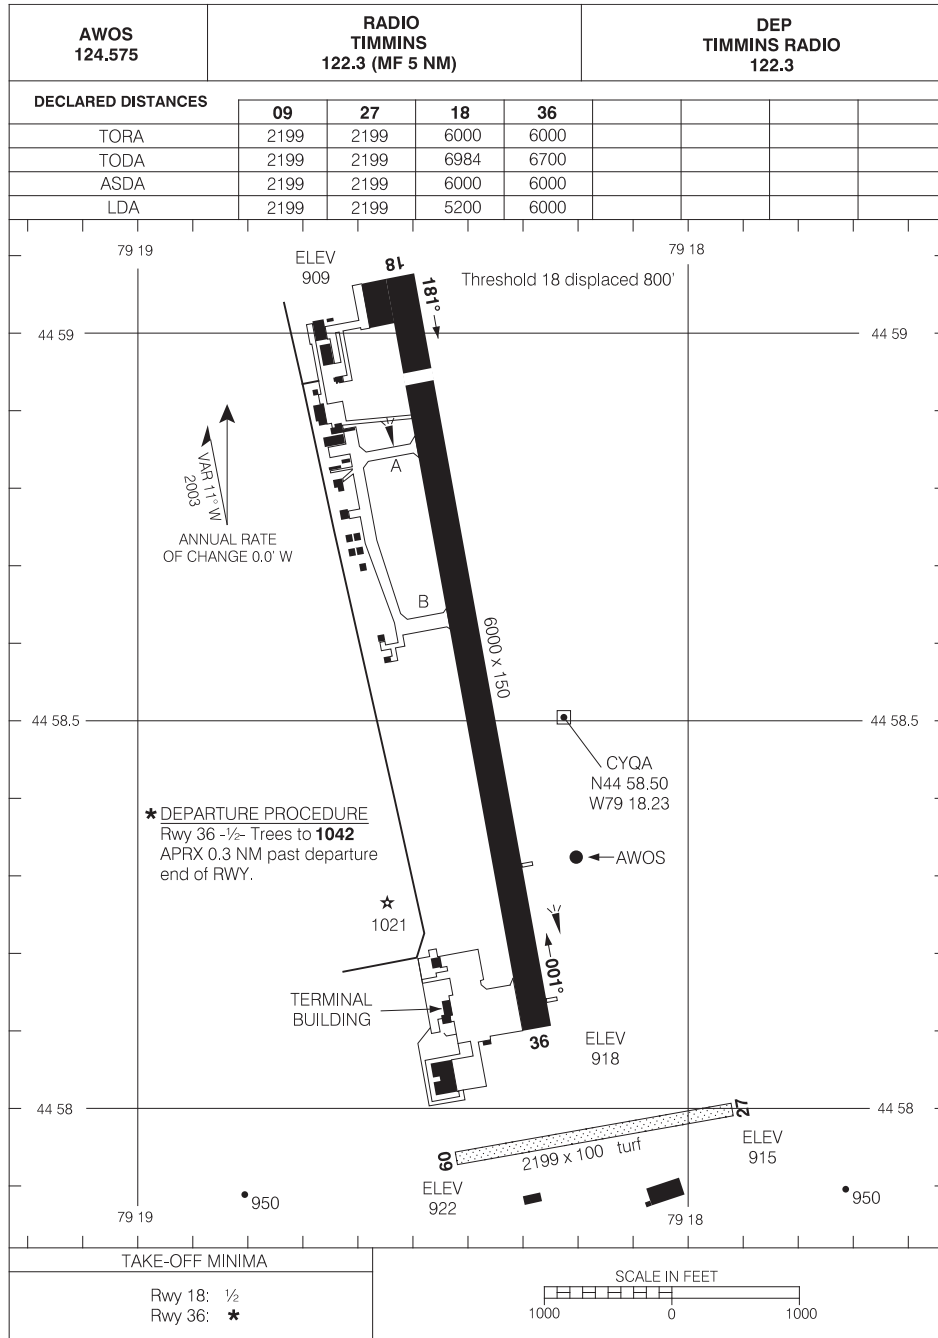 AWOS
124.575
RADIO
TIMMINS
122.3 (MF 5 NM)
DEP
TIMMINS RADIO
122.3
DECLARED DISTANCES
09 27 18 36
TORA 2199 2199 6000 6000
TODA 2199 2199 6984 6700
ASDA 2199 2199 6000 6000
LDA 2199 2199 5200 6000
79 19
79 18
ELEV
909
18
181°
Threshold 18 displaced 800'
44 59
44 59
A
VAR 11° W
2003
ANNUAL RATE
OF CHANGE 0.0' W
B
6000 x 150
44 58.5
44 58.5
CYQA
N44 58.50
W79 18.23
* DEPARTURE PROCEDURE
Rwy 36 -½- Trees to 1042
APRX 0.3 NM past departure
end of RWY.
AWOS
1021
001°
TERMINAL
BUILDING
36
ELEV
918
44 58
44 58
27
09
2199 x 100 turf
ELEV
915
ELEV
922
950
950
79 19
79 18
TAKE-OFF MINIMA
Rwy 18: ½
Rwy 36: *
SCALE IN FEET
1000 0 1000